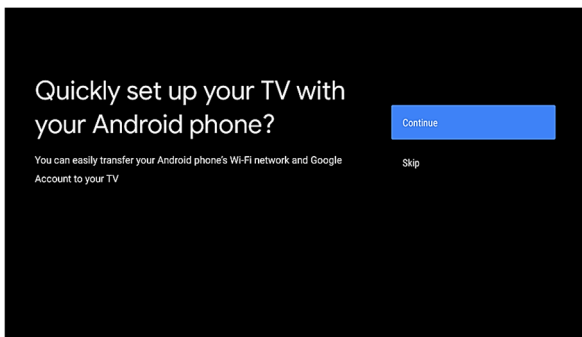 Quickly set up your TV with
your Android phone?
You can easily transfer your Android phone's Wi-Fi network and Google
Account to your TV
Continue
Skip